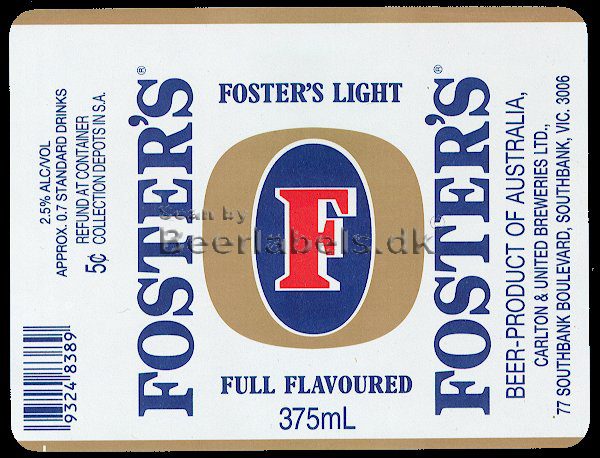 2.5% ALC/VOL
APPROX. 0.7 STANDARD DRINKS
REFUND AT CONTAINER
COLLECTION DEPOTS IN S.A.
5¢
9324 8389
FOSTER'S®
FOSTER'S LIGHT
F
Scan by
Beerlabels.dk
FULL FLAVOURED
375mL
FOSTER'S®
BEER-PRODUCT OF AUSTRALIA,
CARLTON & UNITED BREWERIES LTD.,
77 SOUTHBANK BOULEVARD, SOUTHBANK, VIC. 3006